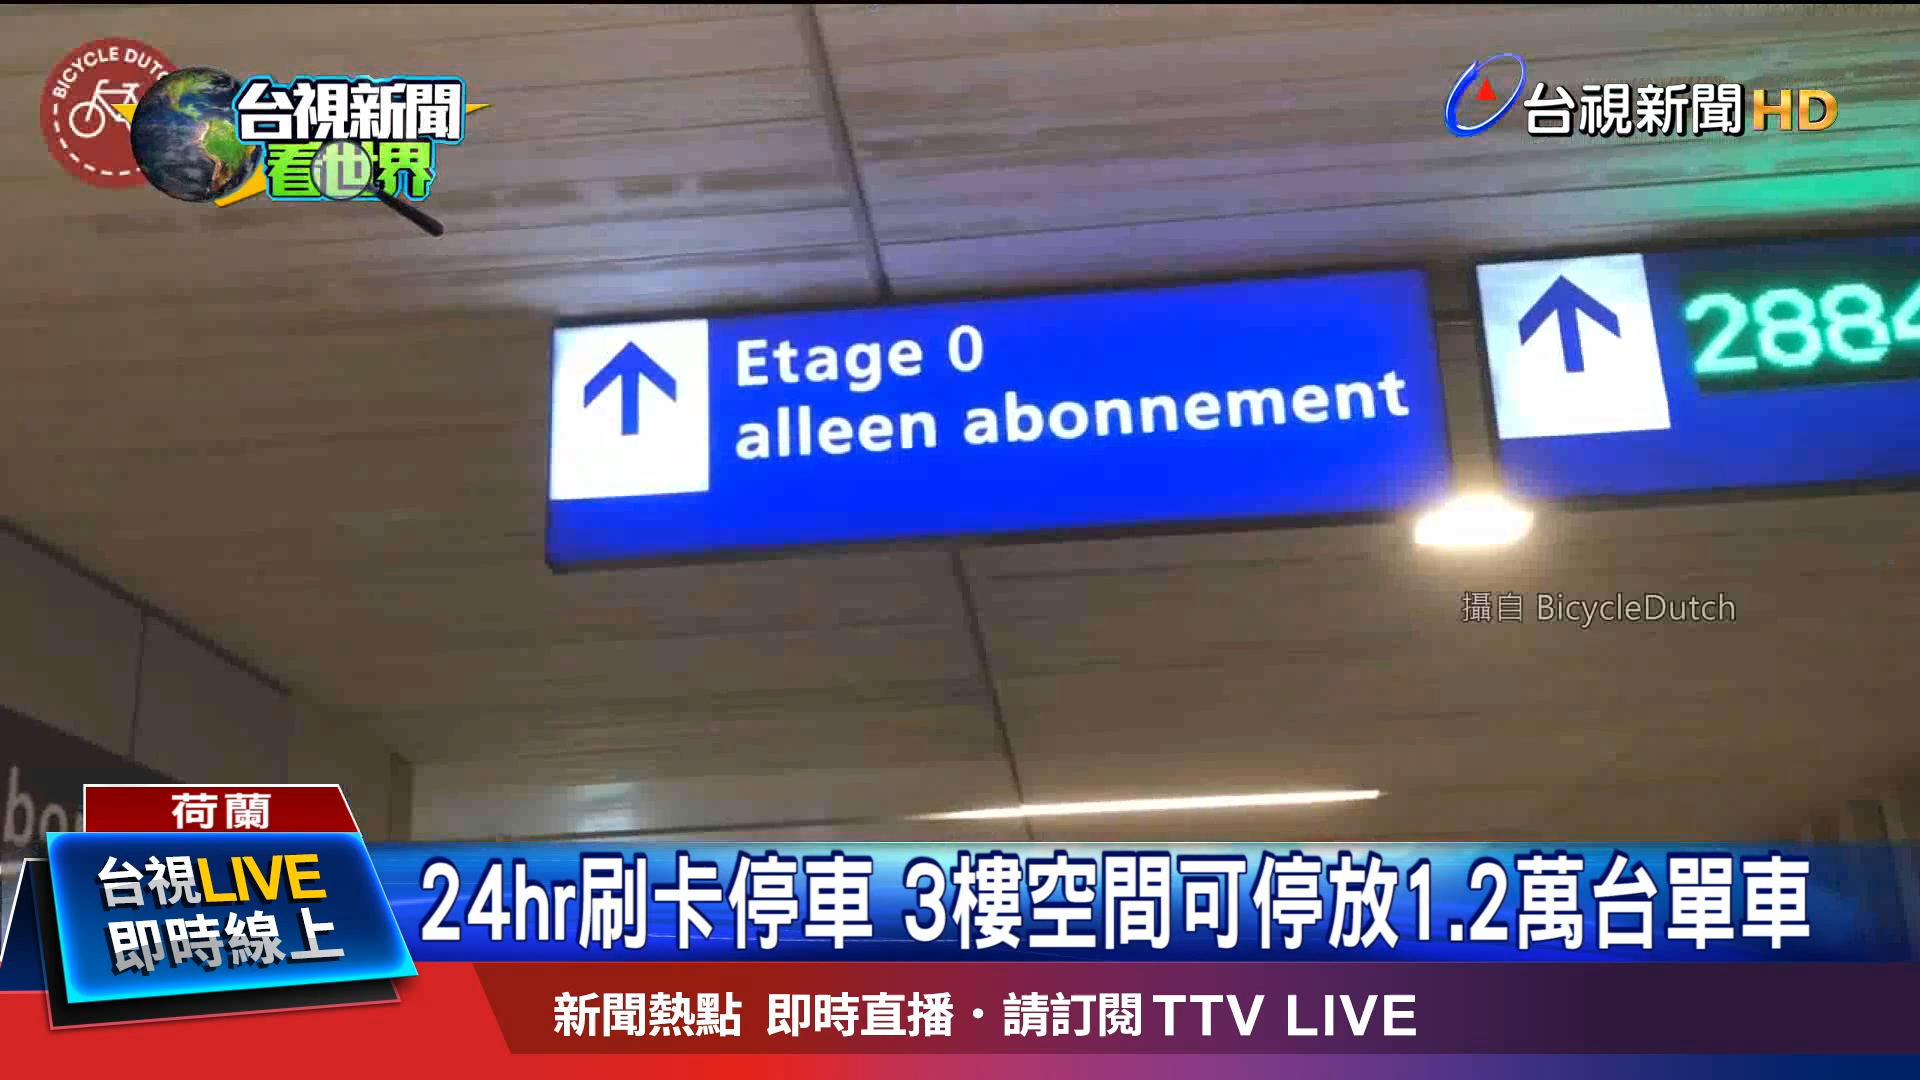 BICYCLE DUTC
台視新聞
看世界
台視新聞HD
Etage 0
alleen abonnement
2884
攝自 BicycleDutch
荷蘭
台視LIVE
即時線上
24hr刷卡停車 3樓空間可停放1.2萬台單車
新聞熱點 即時直播・請訂閱TTV LIVE